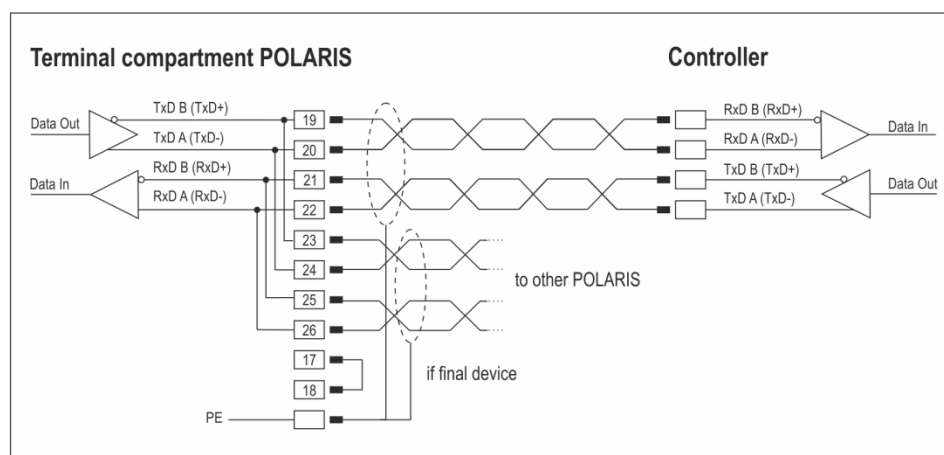 Terminal compartment POLARIS
Controller
Data Out
TxD B (TxD+)
TxD A (TxD-)
Data In
RxD B (RxD+)
RxD A (RxD-)
19
20
21
22
23
24
25
26
17
18
PE
to other POLARIS
if final device
RxD B (RxD+)
RxD A (RxD-)
Data In
TxD B (TxD+)
TxD A (TxD-)
Data Out